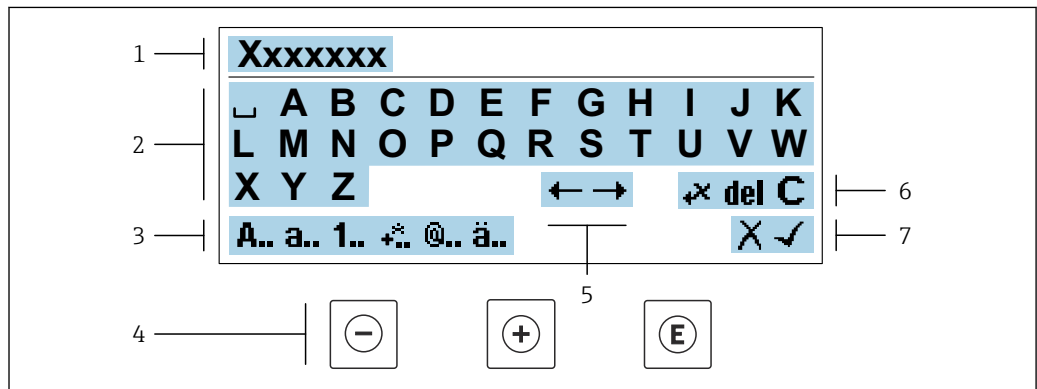 1 Xxxxxxx
␣ A B C D E F G H I J K
2 L M N O P Q R S T U V W
X Y Z ← → +× del C 6
3 A.. a.. 1.. +*.. @.. ä.. X ✓ 7
5
4 − + E